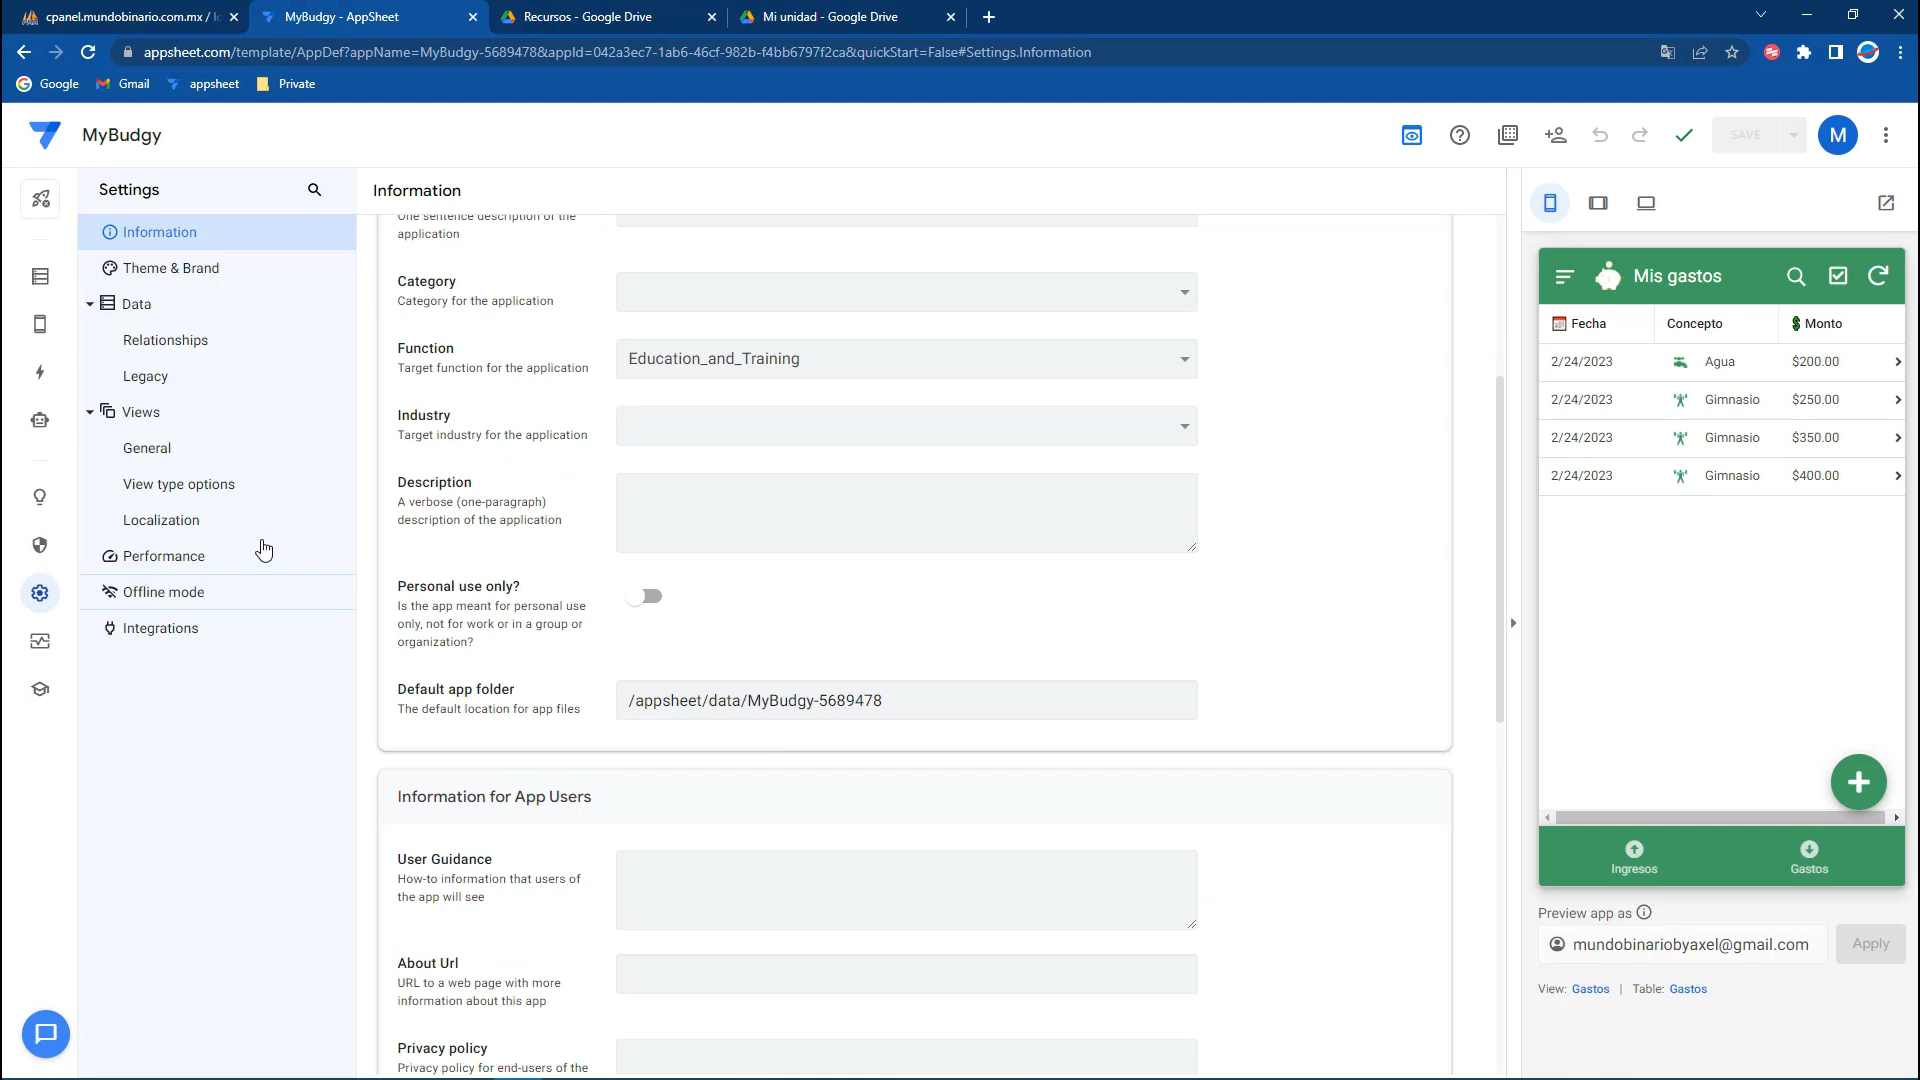 cpanel.mundobinario.com.mx / lo
MyBudgy - AppSheet
Recursos - Google Drive
Mi unidad - Google Drive
appsheet.com/template/AppDef?appName=MyBudgy-5689478&appId=042a3ec7-1ab6-46cf-982b-f4bb6797f2ca&quickStart=False#Settings.Information
Google
Gmail
appsheet
Private
MyBudgy
SAVE
M
Settings
Information
Theme & Brand
Data
Relationships
Legacy
Views
General
View type options
Localization
Performance
Offline mode
Integrations
Information
One sentence description of the
application
Category
Category for the application
Function
Target function for the application
Education_and_Training
Industry
Target industry for the application
Description
A verbose (one-paragraph)
description of the application
Personal use only?
Is the app meant for personal use
only, not for work or in a group or
organization?
Default app folder
The default location for app files
/appsheet/data/MyBudgy-5689478
Information for App Users
User Guidance
How-to information that users of
the app will see
About Url
URL to a web page with more
information about this app
Privacy policy
Privacy policy for end-users of the
Mis gastos
Fecha Concepto Monto
2/24/2023 Agua $200.00
2/24/2023 Gimnasio $250.00
2/24/2023 Gimnasio $350.00
2/24/2023 Gimnasio $400.00
Ingresos
Gastos
Preview app as
mundobinariobyaxel@gmail.com
Apply
View: Gastos | Table: Gastos